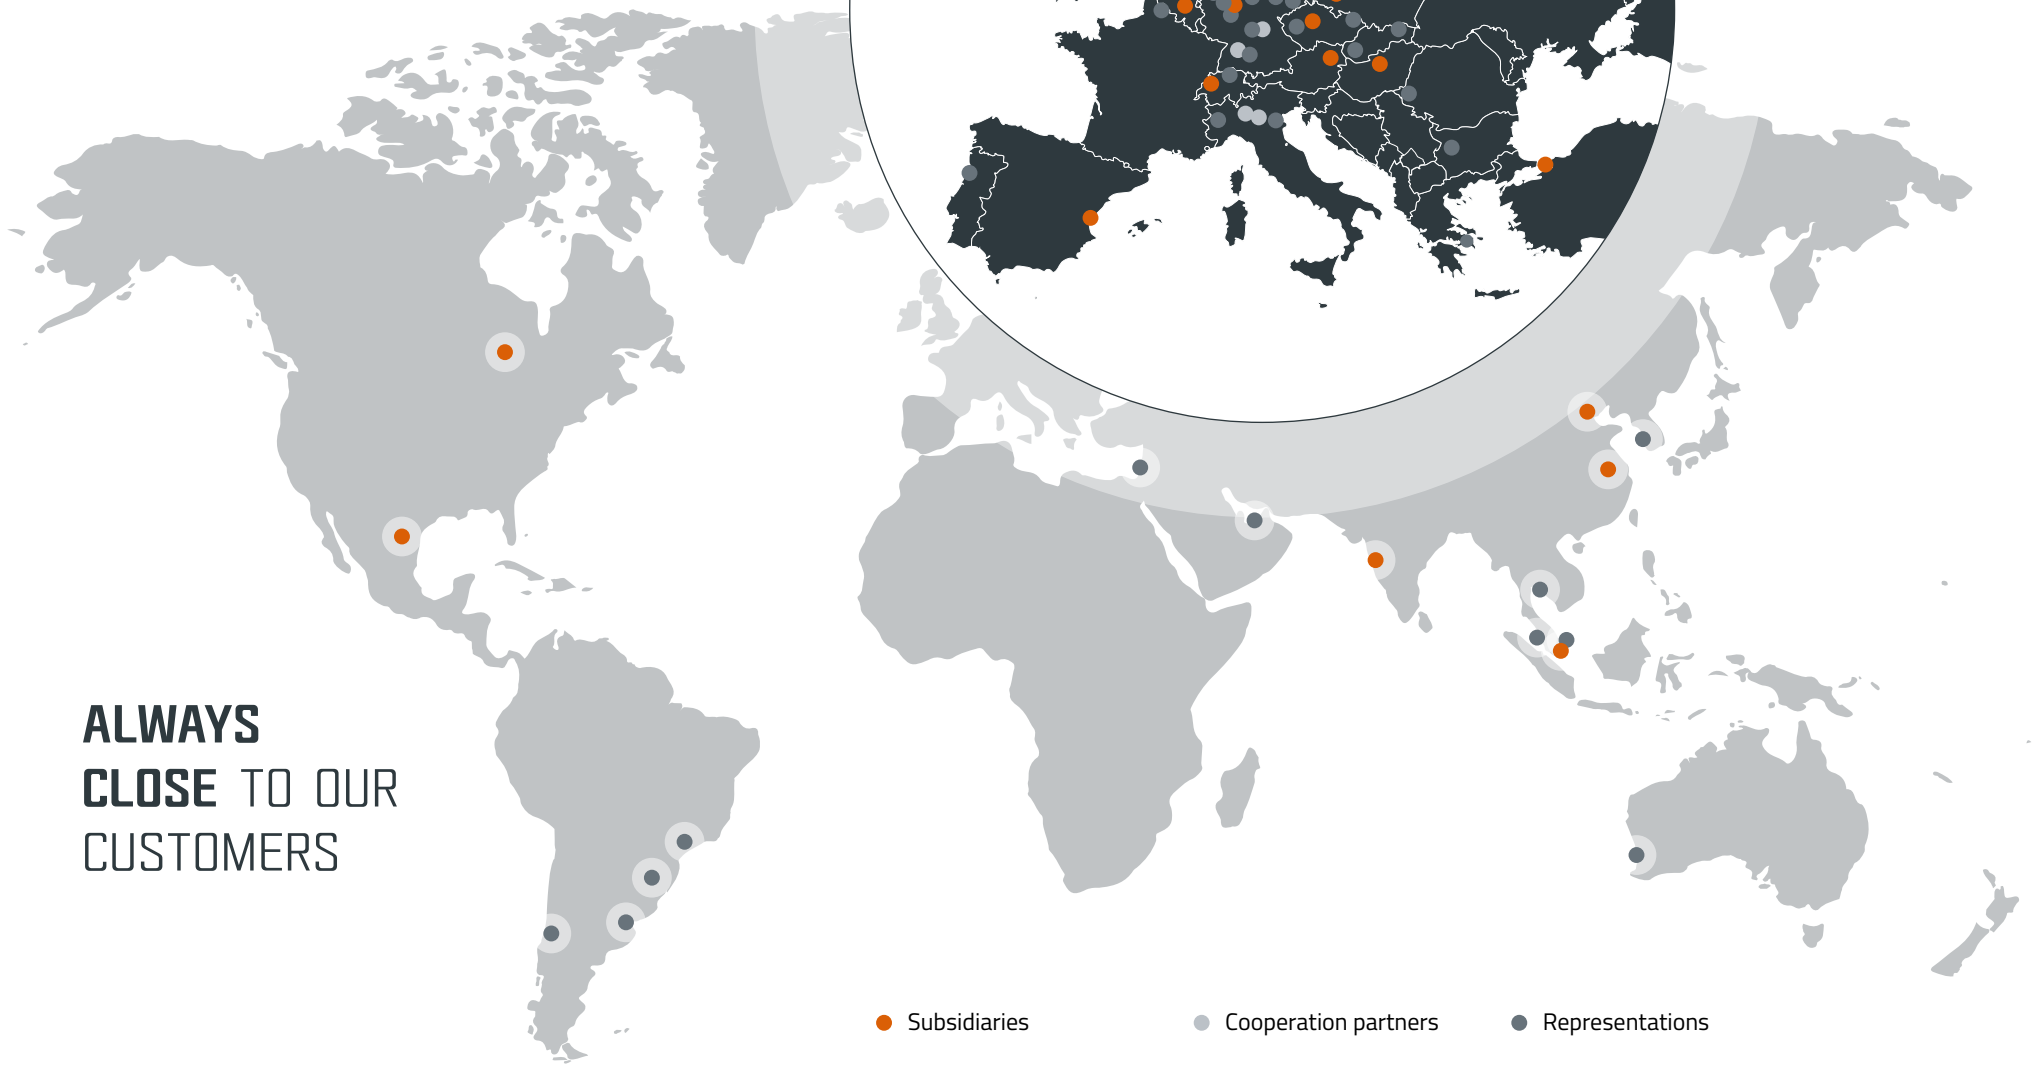 ALWAYS
CLOSE TO OUR
CUSTOMERS
Subsidiaries
Cooperation partners
Representations